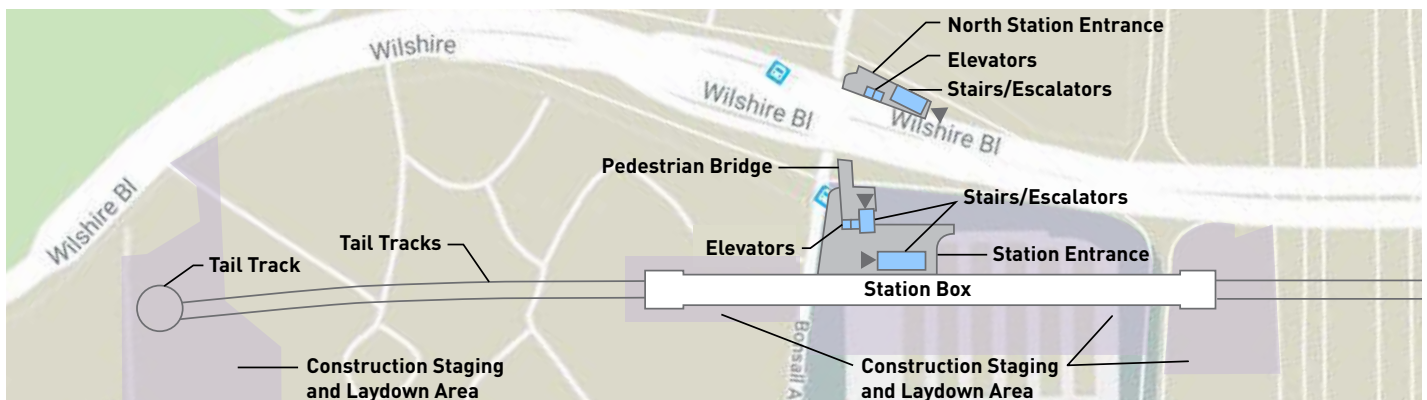 North Station Entrance
Wilshire
Elevators
Stairs/Escalators
Wilshire Bl
Wilshire Bl
Pedestrian Bridge
Stairs/Escalators
Wilshire Bl
Tail Tracks
Elevators
Station Entrance
Tail Track
Station Box
Bonsall A
Construction Staging
and Laydown Area
Construction Staging
and Laydown Area